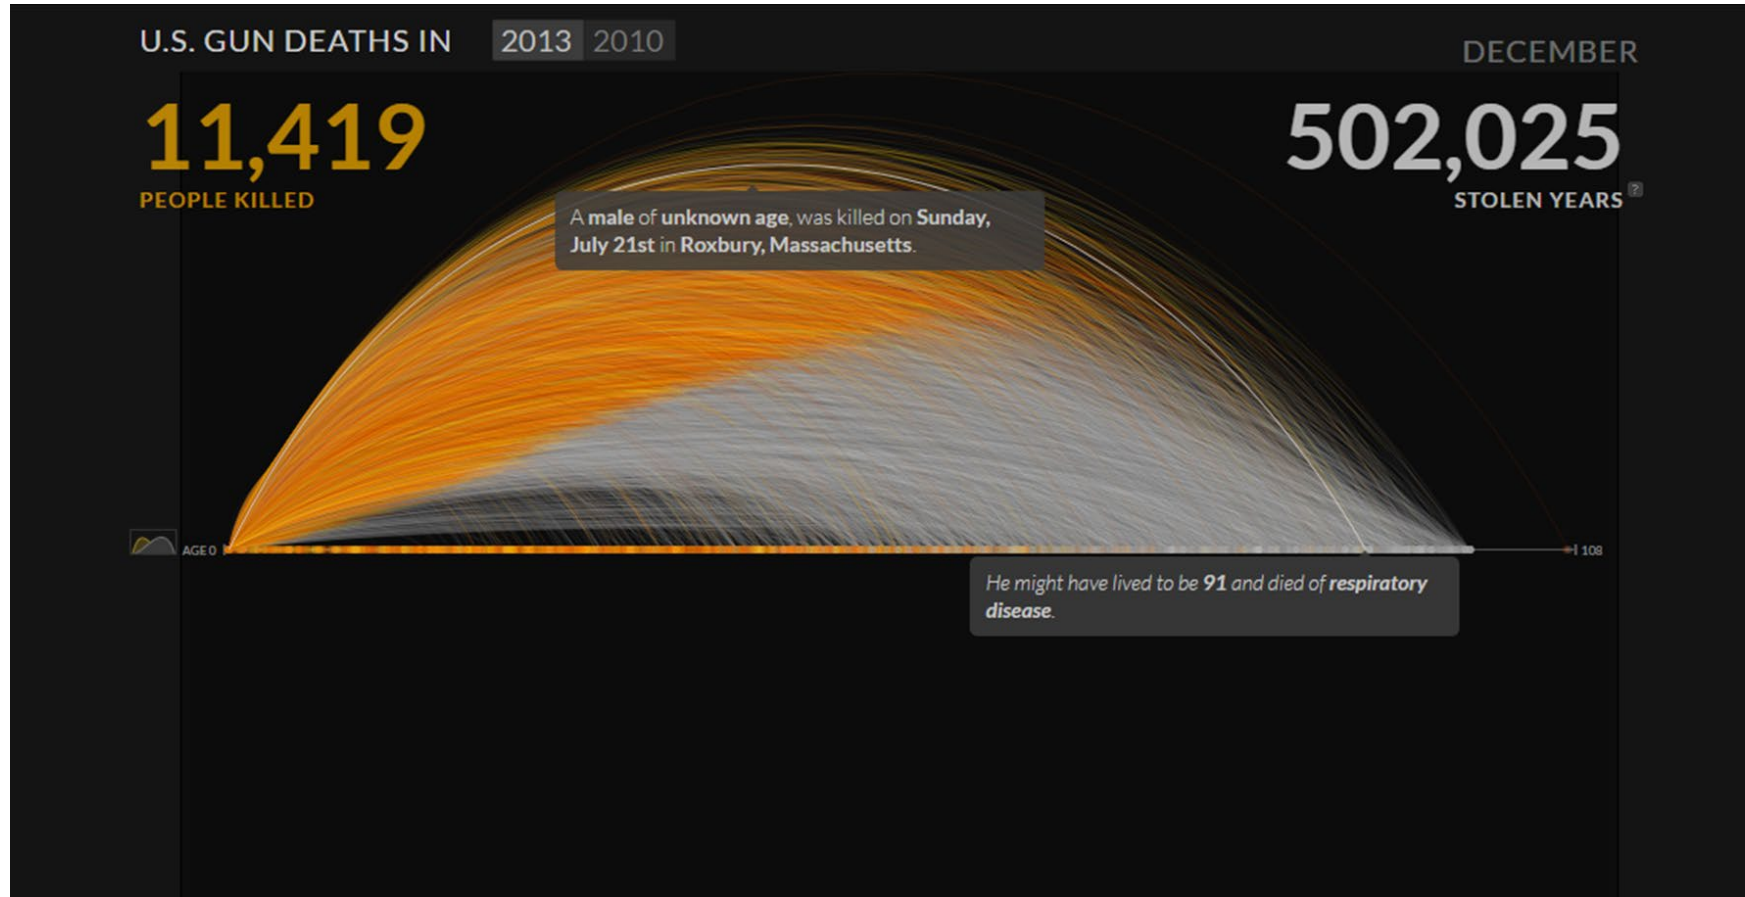 U.S. GUN DEATHS IN 2013 2010
DECEMBER
11,419
PEOPLE KILLED
502,025
STOLEN YEARS ?
A male of unknown age, was killed on Sunday,
July 21st in Roxbury, Massachusetts.
AGE 0
108
He might have lived to be 91 and died of respiratory
disease.